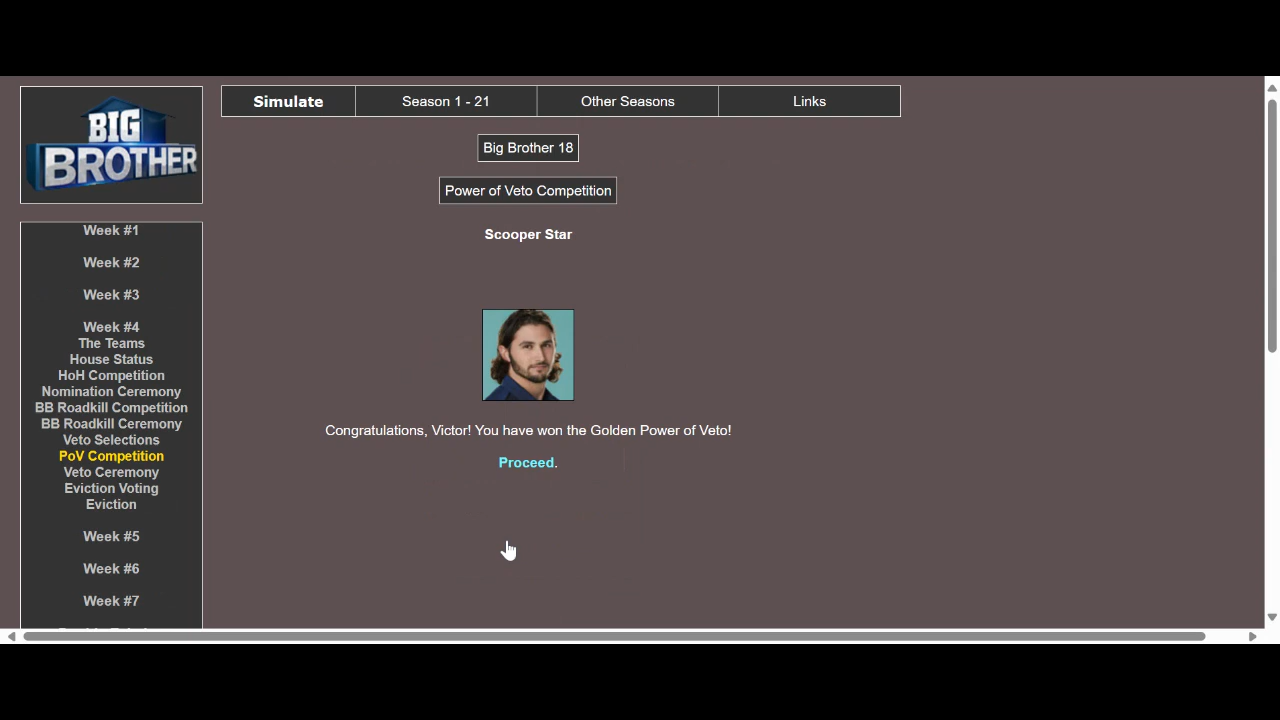 BIG
BROTHER
Simulate
Season 1 - 21
Other Seasons
Links
Big Brother 18
Power of Veto Competition
Scooper Star
Congratulations, Victor! You have won the Golden Power of Veto!
Proceed.
Week #1
Week #2
Week #3
Week #4
The Teams
House Status
HoH Competition
Nomination Ceremony
BB Roadkill Competition
BB Roadkill Ceremony
Veto Selections
PoV Competition
Veto Ceremony
Eviction Voting
Eviction
Week #5
Week #6
Week #7